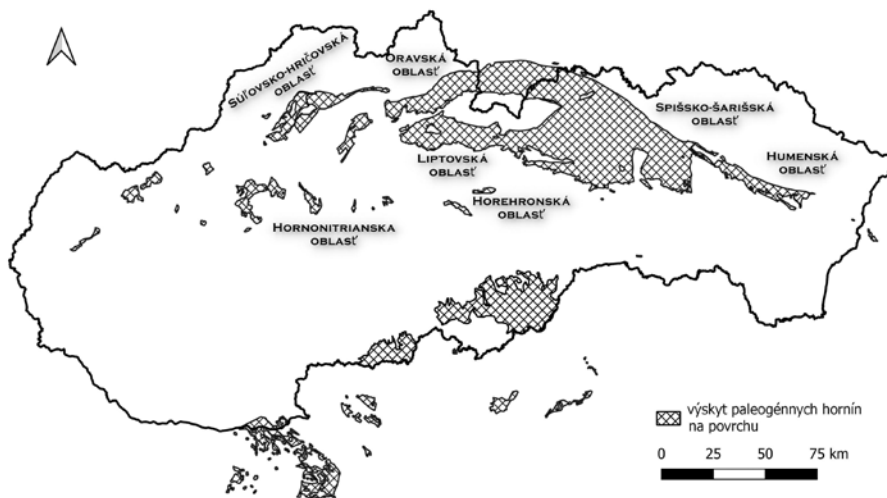 SÚĽOVSKO-HRIČOVSKÁ
OBLASŤ
ORAVSKÁ
OBLASŤ
SPIŠSKO-ŠARIŠSKÁ
OBLASŤ
HUMENSKÁ
OBLASŤ
LIPTOVSKÁ
OBLASŤ
HOREHRONSKÁ
OBLASŤ
HORNONITRIANSKA
OBLASŤ
výskyt paleogénnych hornín
na povrchu
0 25 50 75 km